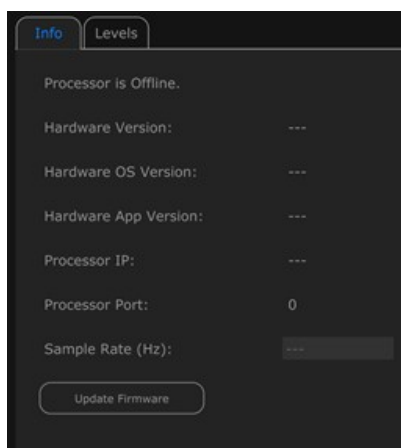 Info Levels
Processor is Offline.
Hardware Version: ---
Hardware OS Version: ---
Hardware App Version: ---
Processor IP: ---
Processor Port: 0
Sample Rate (Hz): ---
Update Firmware